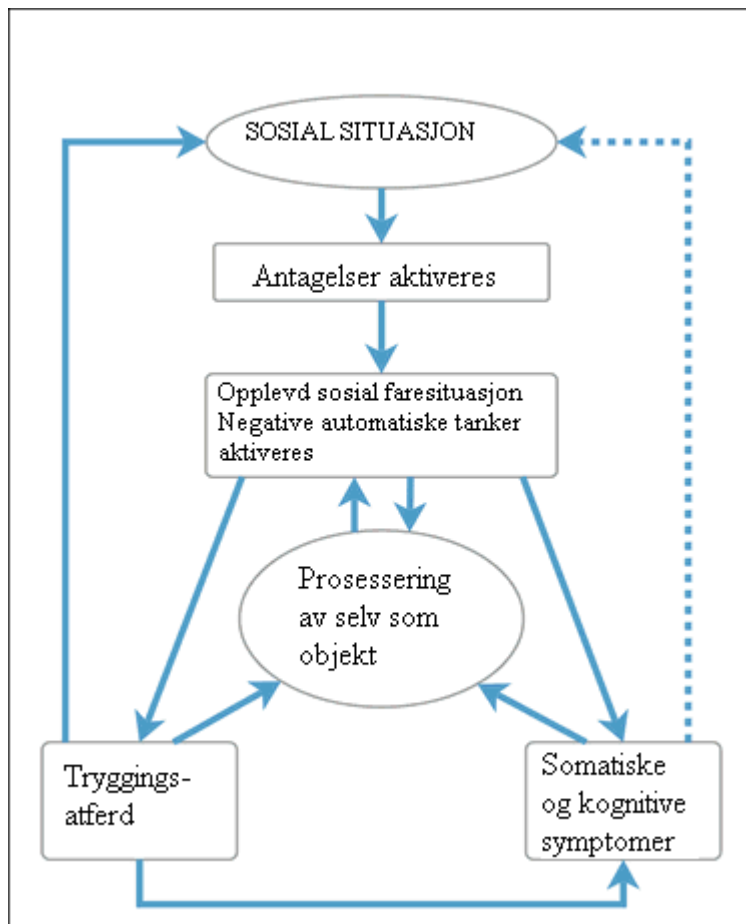 SOSIAL SITUASJON
Antagelser aktiveres
Opplevd sosial faresituasjon
Negative automatiske tanker
aktiveres
Prosessering
av selv som
objekt
Tryggings-
atferd
Somatiske
og kognitive
symptomer